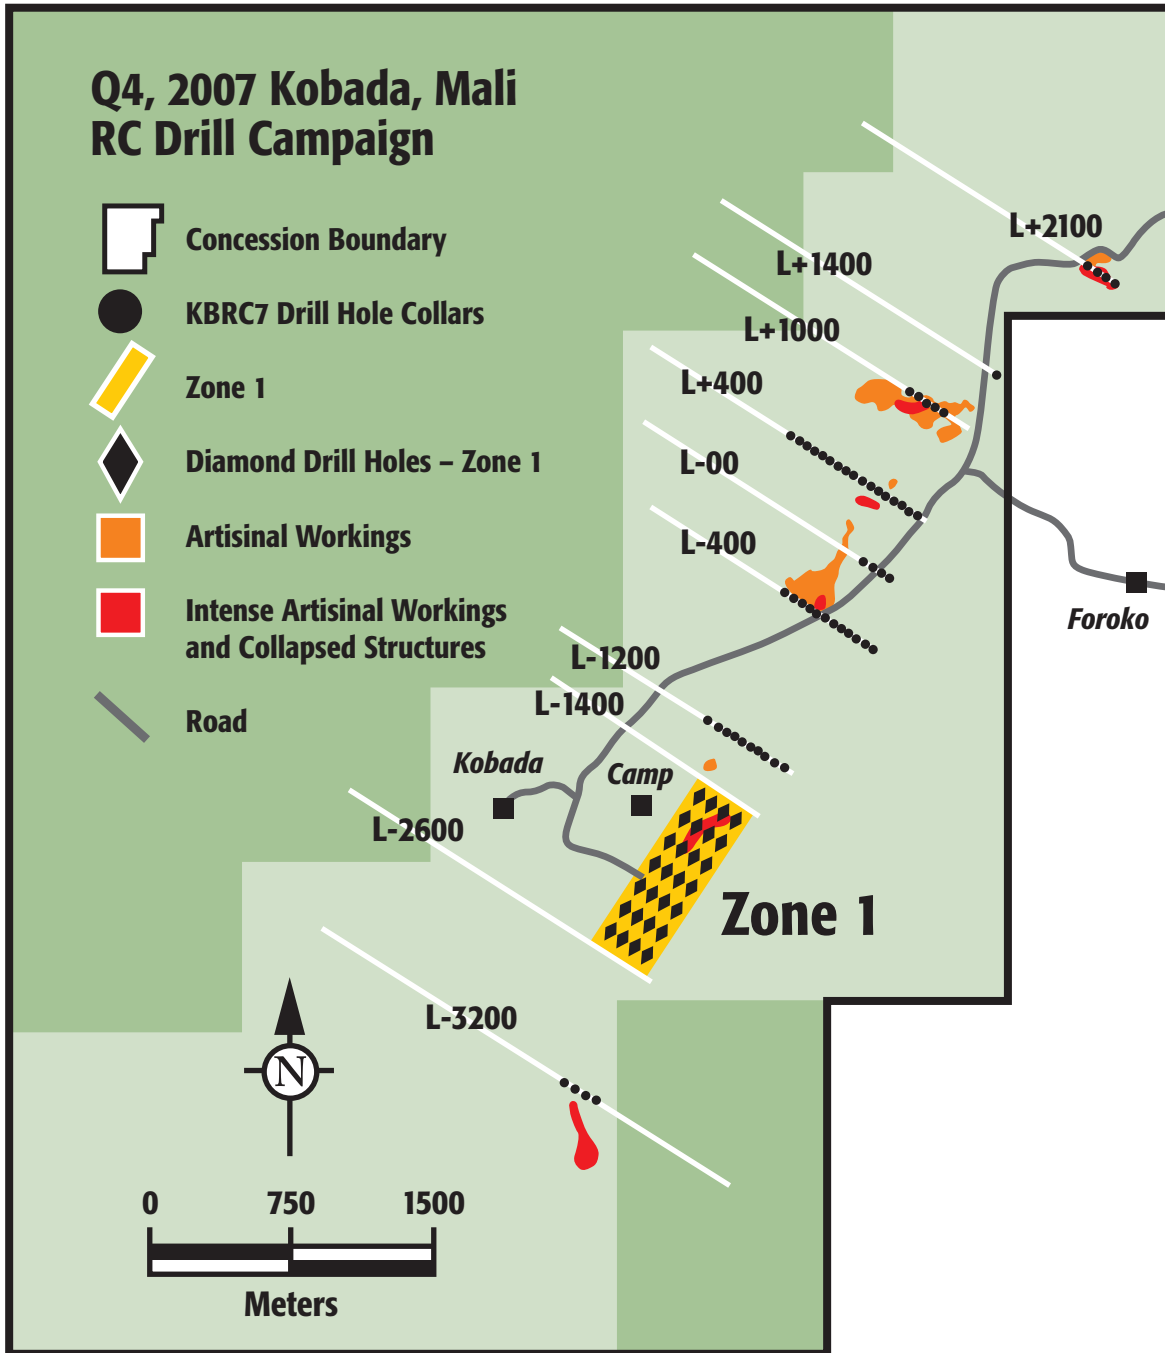 Q4, 2007 Kobada, Mali
RC Drill Campaign
Concession Boundary
KBRC7 Drill Hole Collars
Zone 1
Diamond Drill Holes – Zone 1
Artisinal Workings
Intense Artisinal Workings
and Collapsed Structures
Road
L+2100
L+1400
L+1000
L+400
L-00
L-400
Foroko
L-1200
L-1400
Kobada
Camp
L-2600
Zone 1
L-3200
N
0 750 1500
Meters